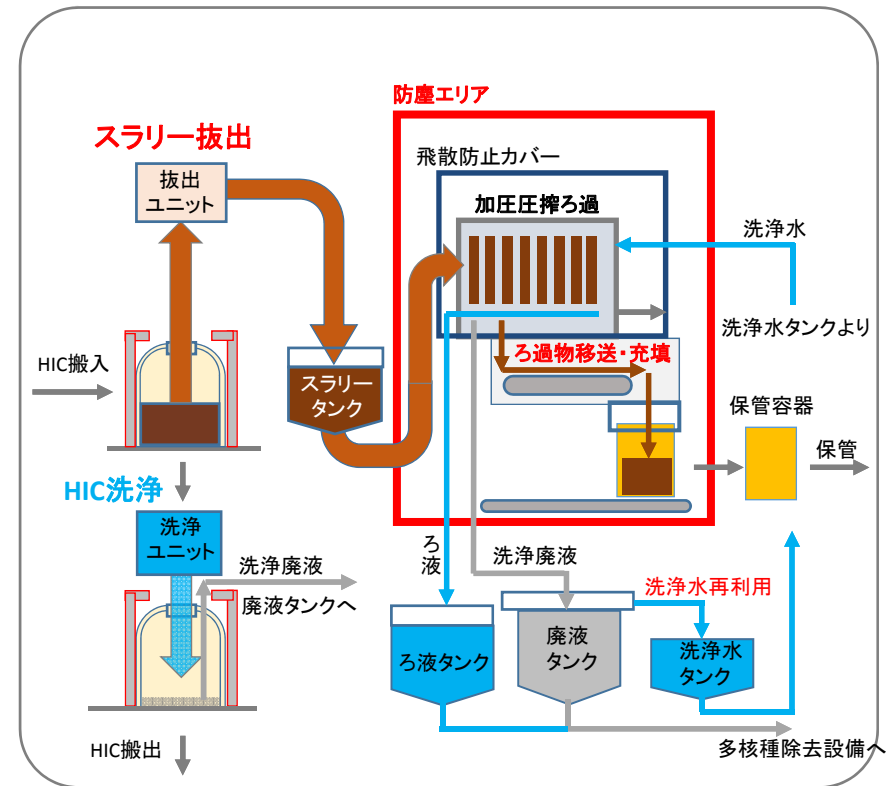 防塵エリア
スラリー抜出
飛散防止カバー
抜出
ユニット
加圧圧搾ろ過
洗浄水
洗浄水タンクより
HIC搬入
スラリー
タンク
ろ過物移送・充填
保管容器
保管
HIC洗浄
洗浄
ユニット
洗浄廃液
廃液タンクへ
ろ
液
洗浄廃液
洗浄水再利用
ろ液タンク
廃液
タンク
洗浄水
タンク
HIC搬出
多核種除去設備へ